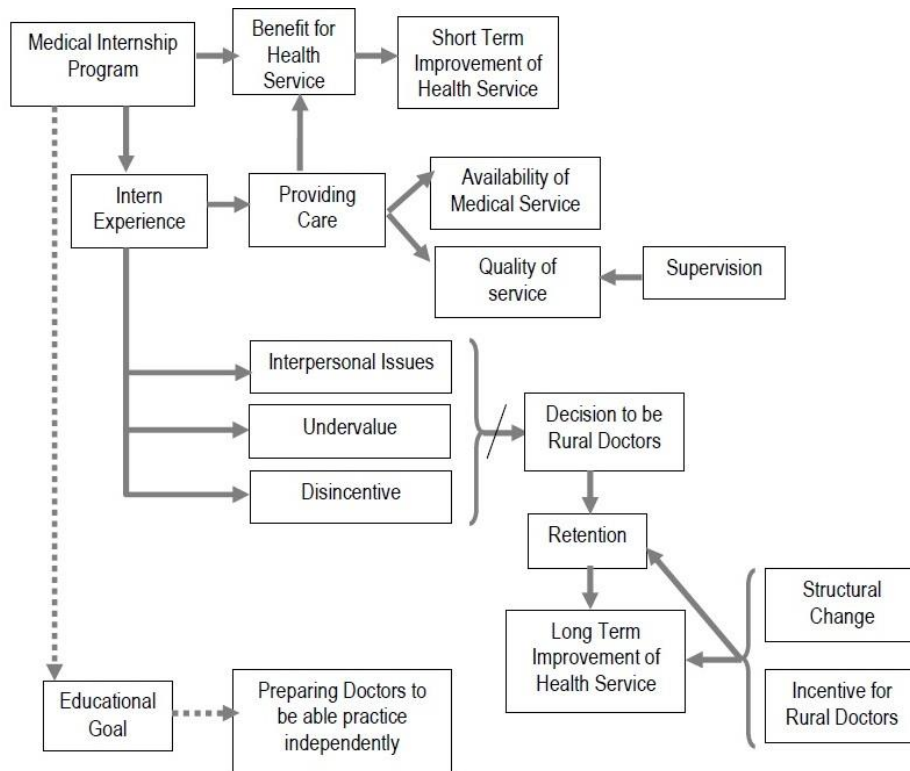 Medical Internship
Program
Benefit for
Health
Service
Short Term
Improvement of
Health Service
Intern
Experience
Providing
Care
Availability of
Medical Service
Quality of
service
Supervision
Interpersonal Issues
Undervalue
Disincentive
Decision to be
Rural Doctors
Retention
Long Term
Improvement of
Health Service
Structural
Change
Incentive for
Rural Doctors
Educational
Goal
Preparing Doctors to
be able practice
independently